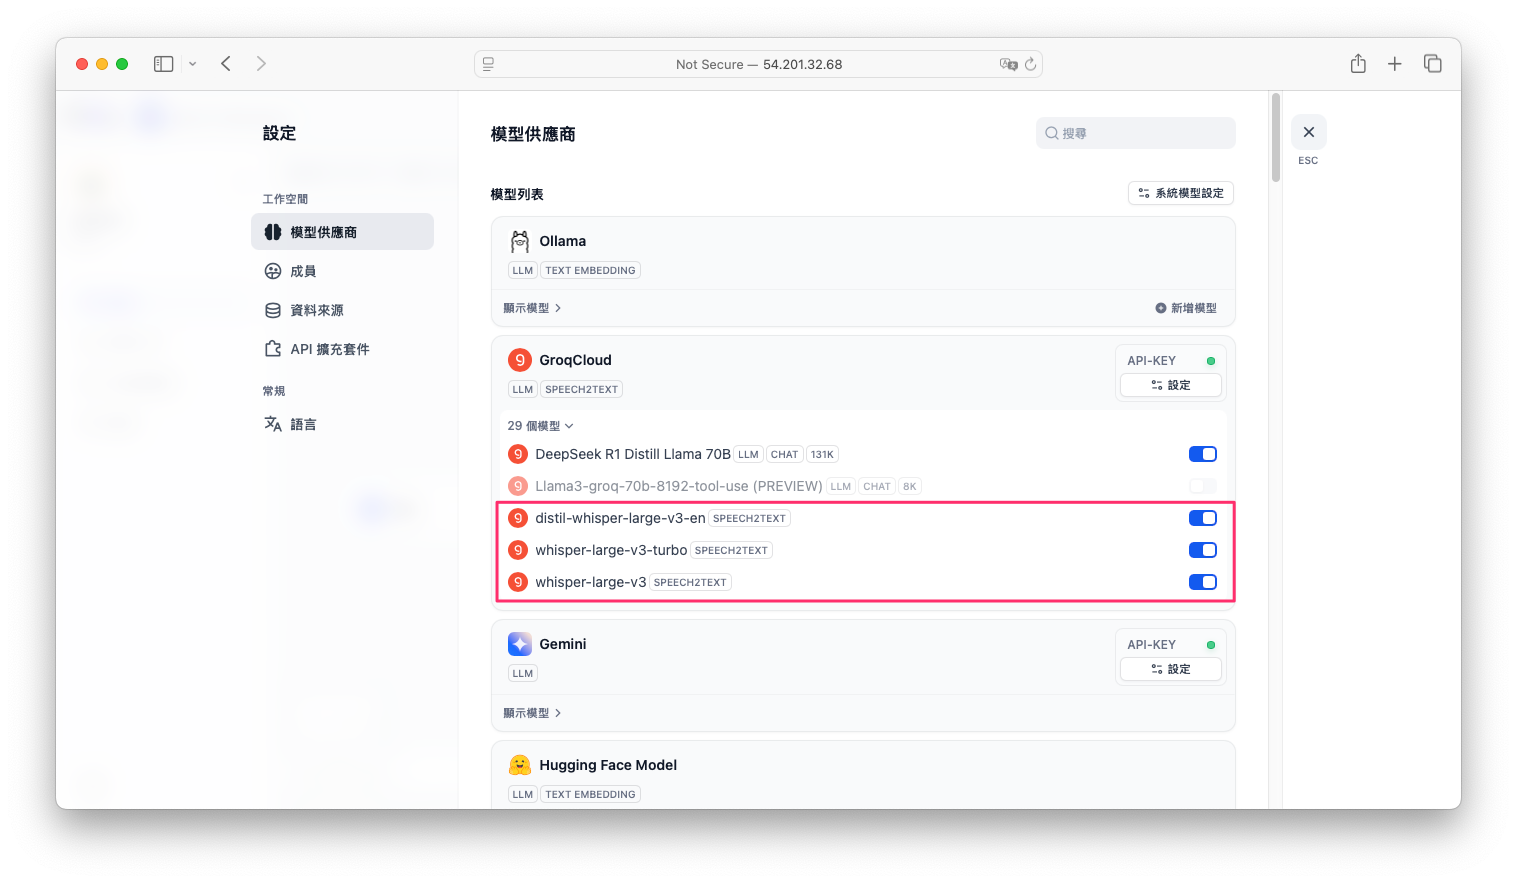 Not Secure — 54.201.32.68
設定
工作空間
模型供應商
成員
資料來源
API 擴充套件
常規
語言
模型供應商
搜尋
模型列表
系統模型設定
Ollama
LLM TEXT EMBEDDING
顯示模型
新增模型
GroqCloud
LLM SPEECH2TEXT
API-KEY
設定
29 個模型
DeepSeek R1 Distill Llama 70B LLM CHAT 131K
Llama3-groq-70b-8192-tool-use (PREVIEW) LLM CHAT 8K
distil-whisper-large-v3-en SPEECH2TEXT
whisper-large-v3-turbo SPEECH2TEXT
whisper-large-v3 SPEECH2TEXT
Gemini
LLM
API-KEY
設定
顯示模型
Hugging Face Model
LLM TEXT EMBEDDING
ESC